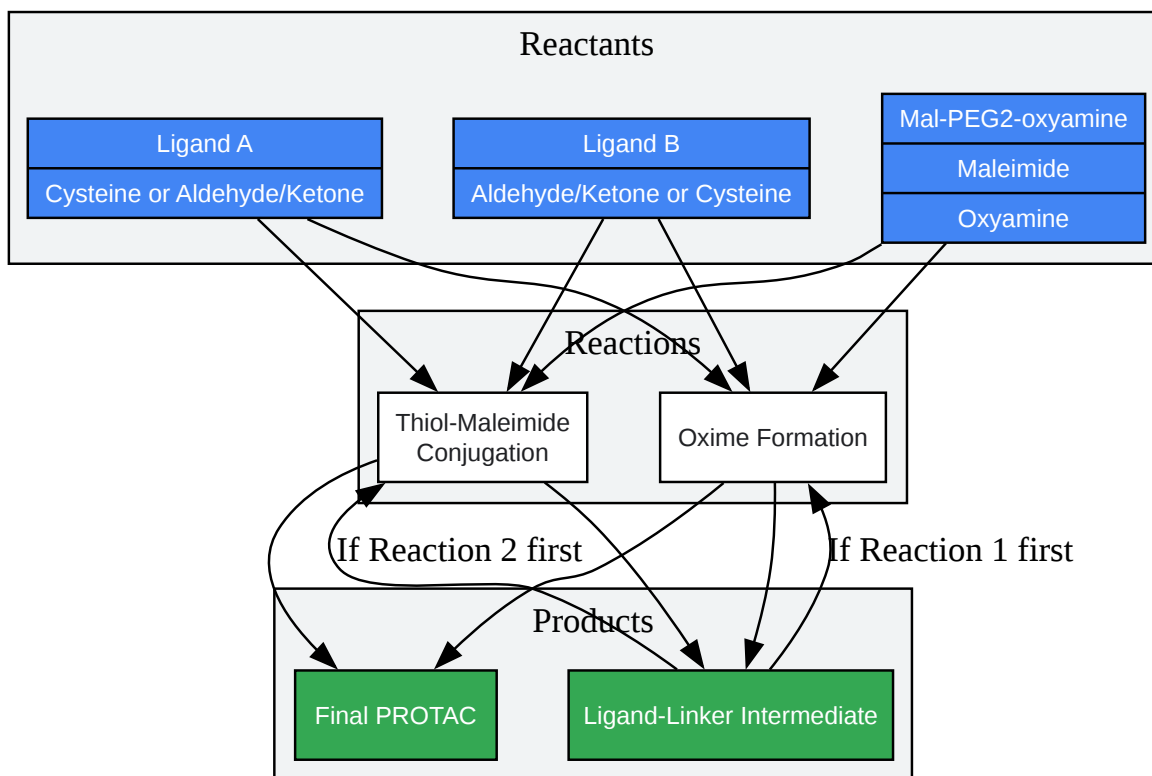 Reactants
Ligand A
Cysteine or Aldehyde/Ketone
Ligand B
Aldehyde/Ketone or Cysteine
Mal-PEG2-oxyamine
Maleimide
Oxyamine
Reactions
Thiol-Maleimide
Conjugation
Oxime Formation
If Reaction 2 first
If Reaction 1 first
Products
Final PROTAC
Ligand-Linker Intermediate